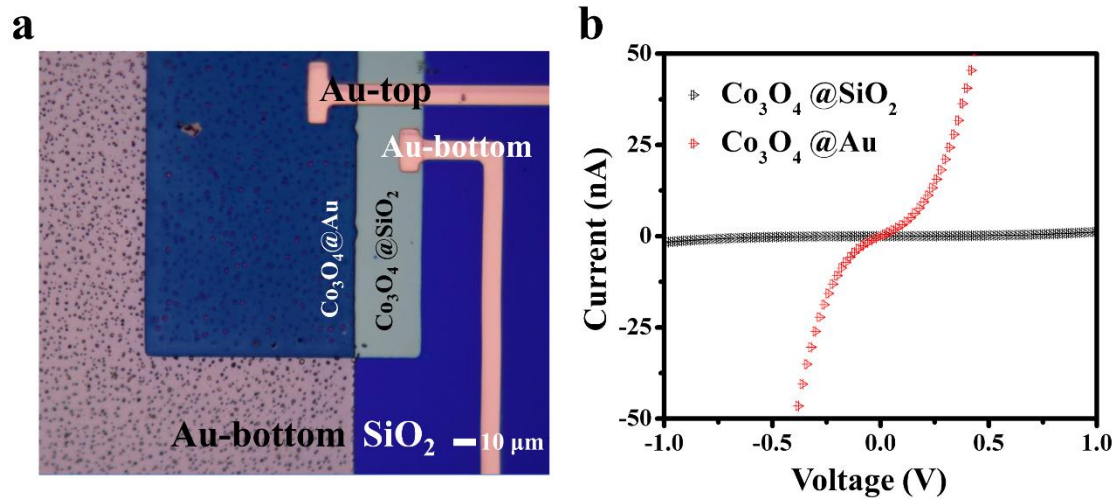 a
Au-top
Au-bottom
Co₃O₄@Au
Co₃O₄ @SiO₂
Au-bottom
SiO₂
10 μm
b
Current (nA)
50
25
0
-25
-50
Co₃O₄ @SiO₂
Co₃O₄ @Au
-1.0 -0.5 0.0 0.5 1.0
Voltage (V)